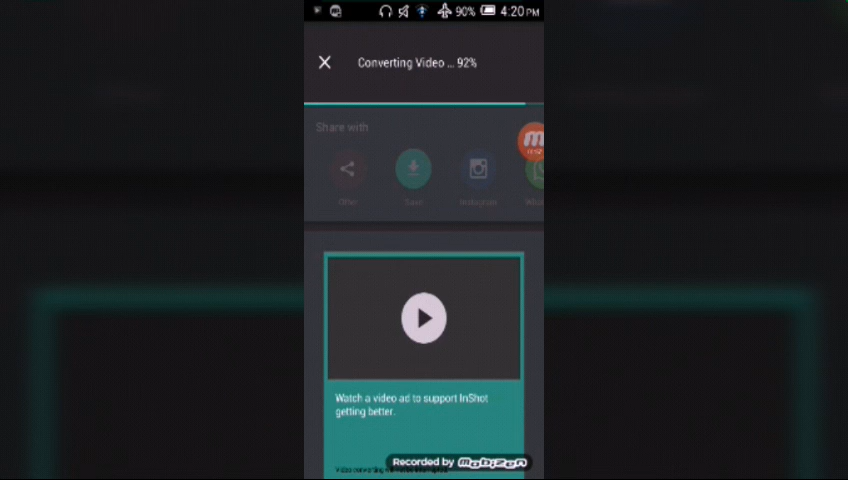 90% 4:20 PM
Converting Video ... 92%
Share with
Other Save Instagram
Watch a video ad to support InShot
getting better.
Recorded by mobizen